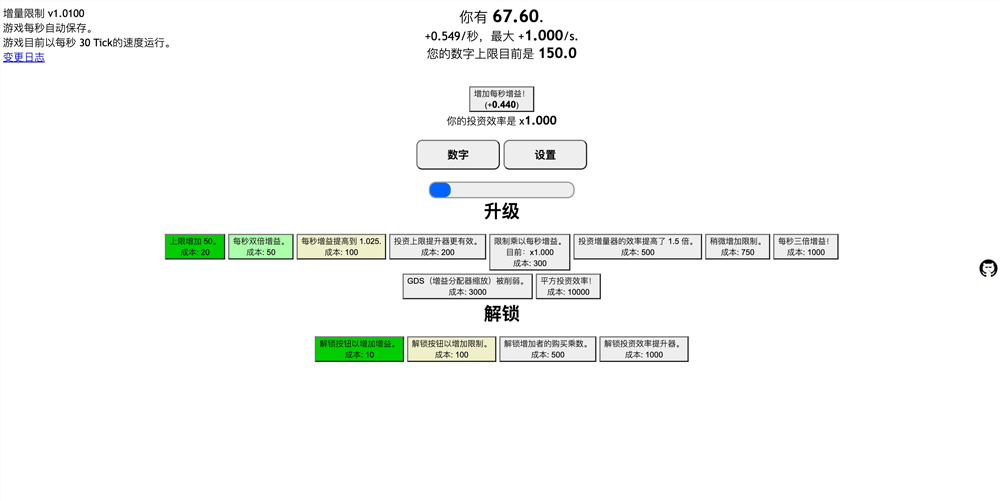 增量限制 v1.0100
游戏每秒自动保存。
游戏目前以每秒 30 Tick的速度运行。
变更日志
你有 67.60.
+0.549/秒，最大 +1.000/s.
您的数字上限目前是 150.0
增加每秒增益！
(+0.440)
你的投资效率是 x1.000
数字
设置
升级
上限增加 50。
成本: 20
每秒双倍增益。
成本: 50
每秒增益提高到 1.025.
成本: 100
投资上限提升器更有效。
成本: 200
限制乘以每秒增益。
目前：x1.000
成本: 300
投资增量器的效率提高了 1.5 倍。
成本: 500
稍微增加限制。
成本: 750
每秒三倍增益！
成本: 1000
GDS（增益分配器缩放）被削弱。
成本: 3000
平方投资效率！
成本: 10000
解锁
解锁按钮以增加增益。
成本: 10
解锁按钮以增加限制。
成本: 100
解锁增加者的购买乘数。
成本: 500
解锁投资效率提升器。
成本: 1000